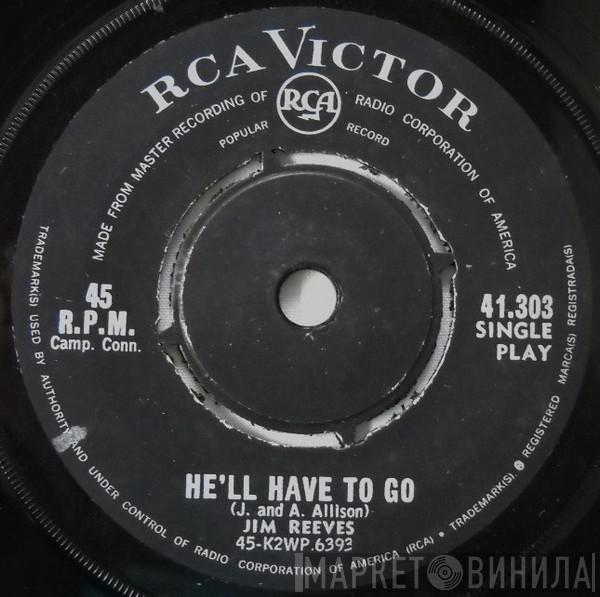 RCA VICTOR
RCA
MADE FROM MASTER RECORDING OF RADIO CORPORATION OF AMERICA
POPULAR RECORD
45
R.P.M.
Camp. Conn.
41.303
SINGLE
PLAY
HE'LL HAVE TO GO
(J. and A. Allison)
JIM REEVES
45-K2WP.6393
TRADEMARK(S) USED BY AUTHORITY AND UNDER CONTROL OF RADIO CORPORATION OF AMERICA (RCA) • TRADEMARK(S) ® REGISTERED MARCA(S) REGISTRADA(S)
МАРКЕТ ВИНИЛА